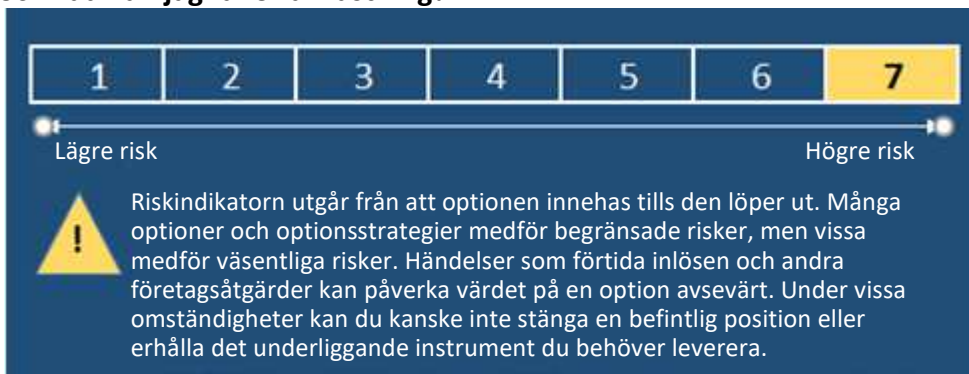 1 2 3 4 5 6 7
Lägre risk Högre risk
Riskindikatorn utgår från att optionen innehas tills den löper ut. Många
! optioner och optionsstrategier medför begränsade risker, men vissa
medför väsentliga risker. Händelser som förtida inlösen och andra
företagsåtgärder kan påverka värdet på en option avsevärt. Under vissa
omständigheter kan du kanske inte stänga en befintlig position eller
erhålla det underliggande instrument du behöver leverera.